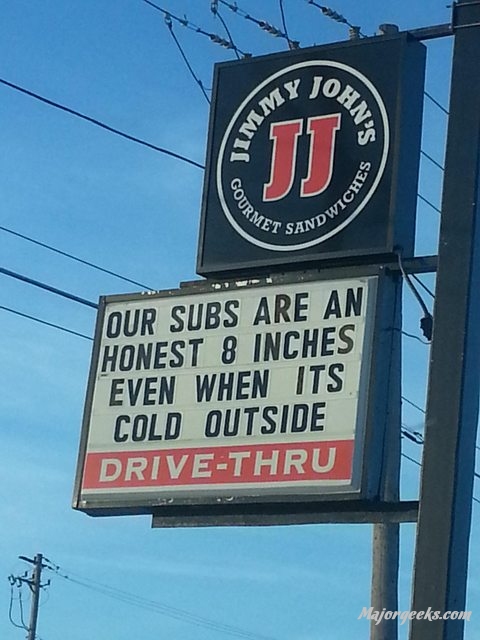 JIMMY JOHN'S
JJ
GOURMET SANDWICHES
OUR SUBS ARE AN
HONEST 8 INCHES
EVEN WHEN ITS
COLD OUTSIDE
DRIVE-THRU
Majorgeeks.com